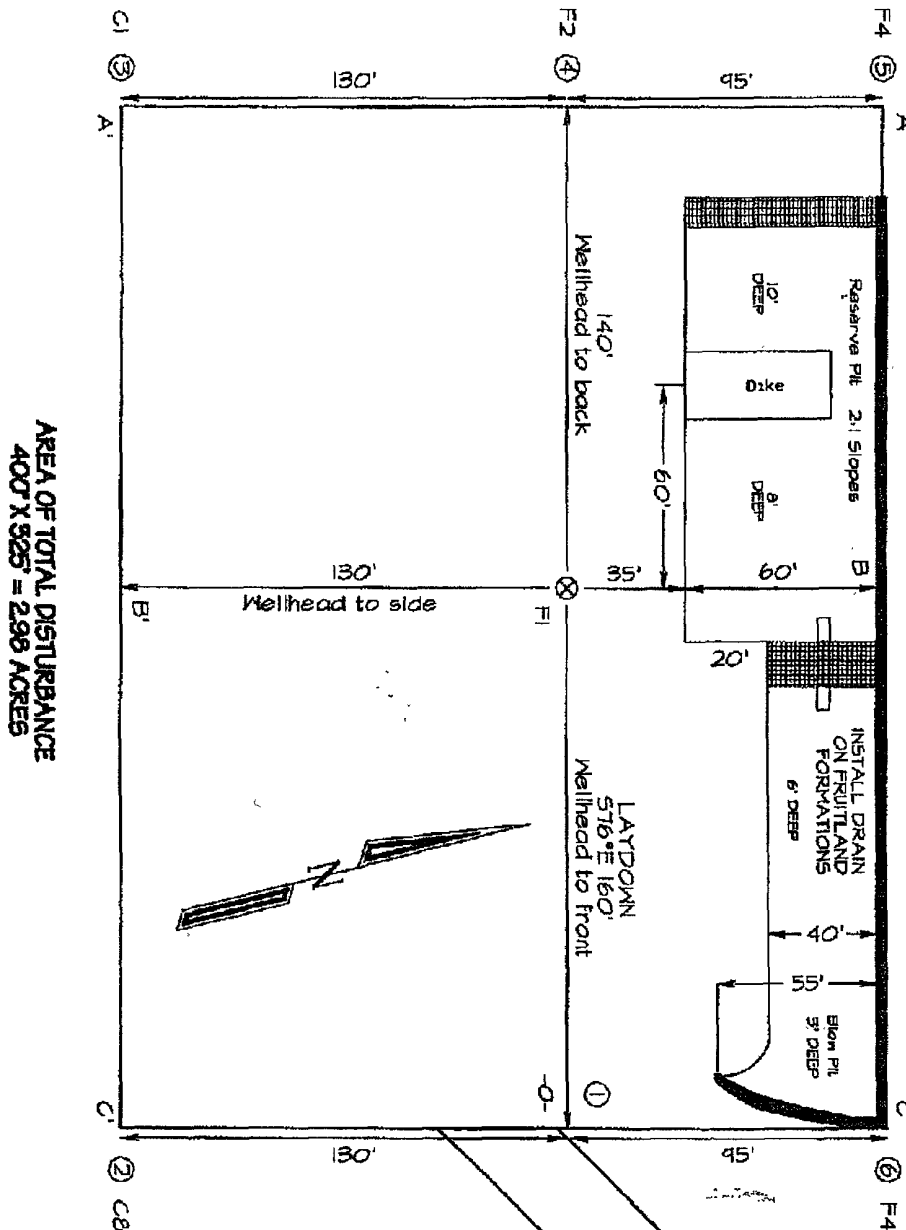 C1
③
F2
④
F4
⑤
130'
95'
A'
A
Wellhead to back
140'
Reserve Pit 2:1 Slopes
10'
DEEP
Dike
8'
DEEP
60'
130'
Wellhead to side
35'
60'
B
B'
F1
20'
INSTALL DRAIN
ON FRUITLAND
FORMATIONS
6' DEEP
LAYDOWN
S76°E 160'
Wellhead to front
N
40'
55'
Blow Pit
5' DEEP
-0-
①
C'
C
130'
95'
②
C8
⑥
F4
AREA OF TOTAL DISTURBANCE
400' X 325' = 2.98 ACRES